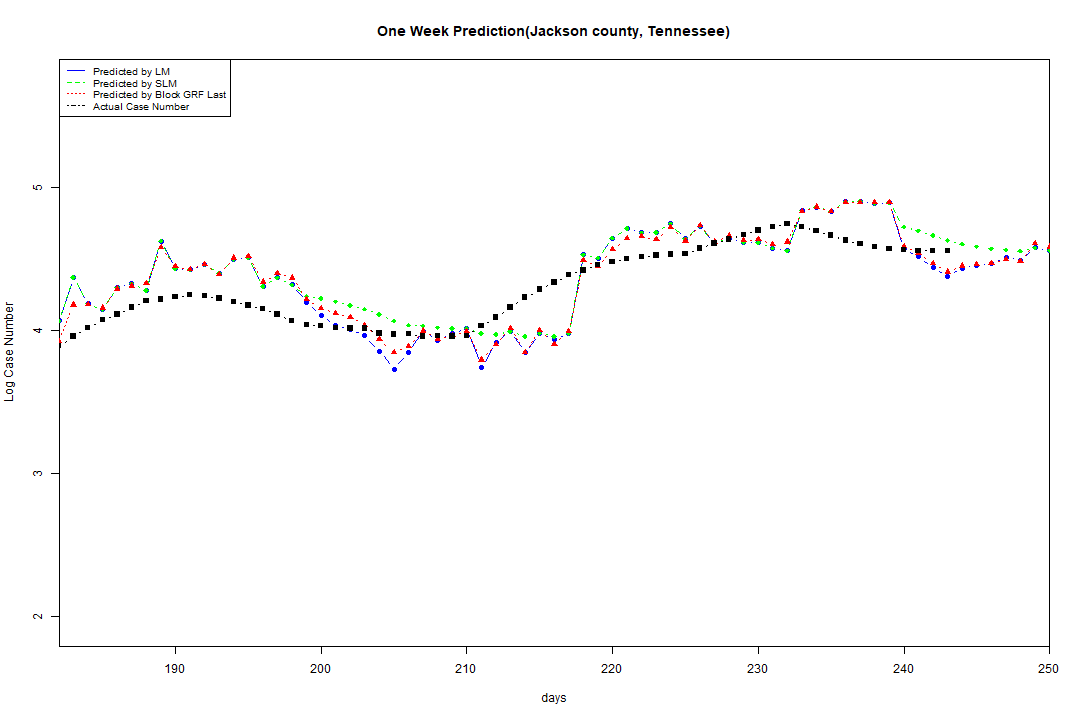 One Week Prediction(Jackson county, Tennessee)
Predicted by LM
Predicted by SLM
Predicted by Block GRF Last
Actual Case Number
5
4
3
2
Log Case Number
190 200 210 220 230 240 250
days